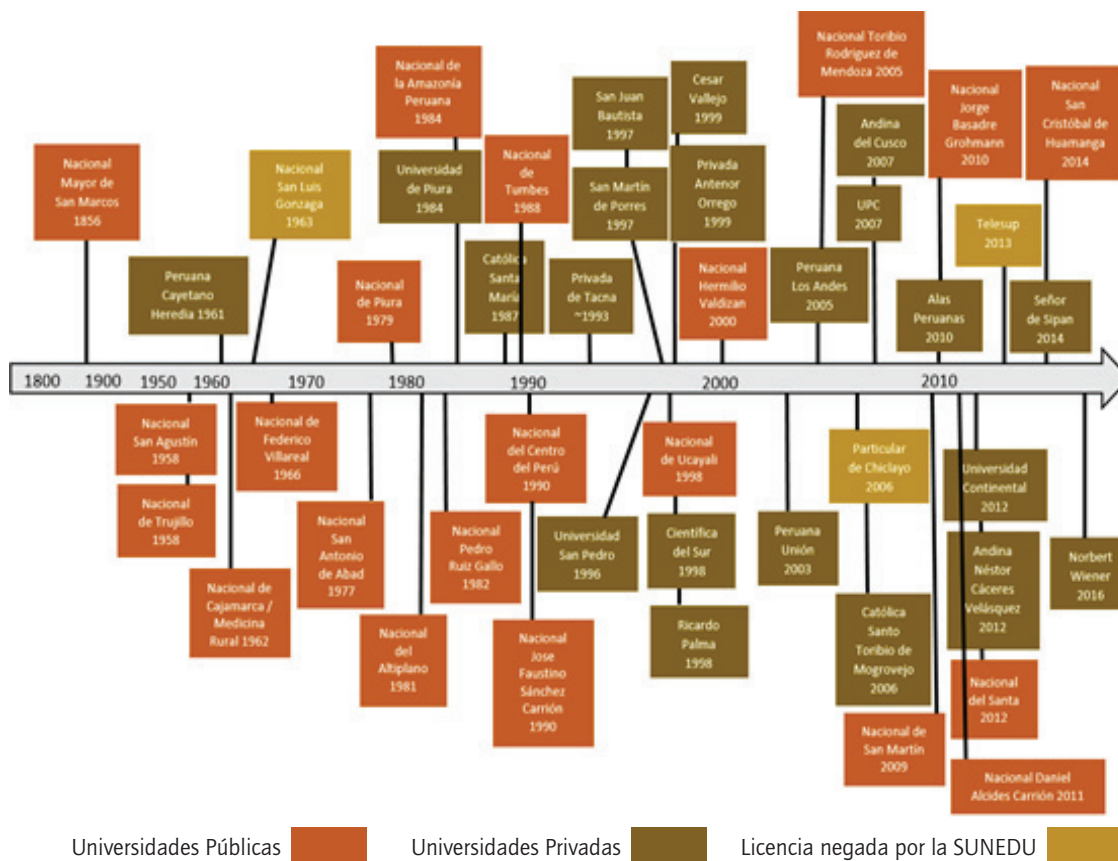 Nacional
Mayor de
San Marcos
1856
Peruana
Cayetano
Heredia 1961
Nacional
San Luis
Gonzaga
1963
Nacional
de Piura
1979
Nacional de
la Amazonía
Peruana
1984
Universidad
de Piura
1984
Católica
Santa
María
1987
Nacional
de
Tumbes
1988
Privada
de Tacna
~1993
San Juan
Bautista
1997
San Martín
de Porres
1997
Cesar
Vallejo
1999
Privada
Antenor
Orrego
1999
Nacional
Hermilio
Valdizan
2000
Nacional Toribio
Rodriguez de
Mendoza 2005
Peruana
Los Andes
2005
Andina
del Cusco
2007
UPC
2007
Nacional
Jorge
Basadre
Grohmann
2010
Alas
Peruanas
2010
Telesup
2013
Nacional
San
Cristóbal de
Huamanga
2014
Señor
de Sipan
2014
1800 1900 1950 1960 1970 1980 1990 2000 2010
Nacional
San Agustín
1958
Nacional
de Trujillo
1958
Nacional de
Cajamarca /
Medicina
Rural 1962
Nacional de
Federico
Villareal
1966
Nacional
San
Antonio
de Abad
1977
Nacional
del
Altiplano
1981
Nacional
Pedro
Ruiz Gallo
1982
Nacional
del Centro
del Perú
1990
Nacional
Jose
Faustino
Sánchez
Carrión
1990
Universidad
San Pedro
1996
Nacional
de Ucayali
1998
Científica
del Sur
1998
Ricardo
Palma
1998
Peruana
Unión
2003
Particular
de Chiclayo
2006
Católica
Santo
Toribio de
Mogrovejo
2006
Nacional de
San Martín
2009
Nacional Daniel
Alcides Carrión 2011
Universidad
Continental
2012
Andina
Néstor
Cáceres
Velásquez
2012
Nacional
del Santa
2012
Norbert
Wiener
2016
Universidades Públicas
Universidades Privadas
Licencia negada por la SUNEDU